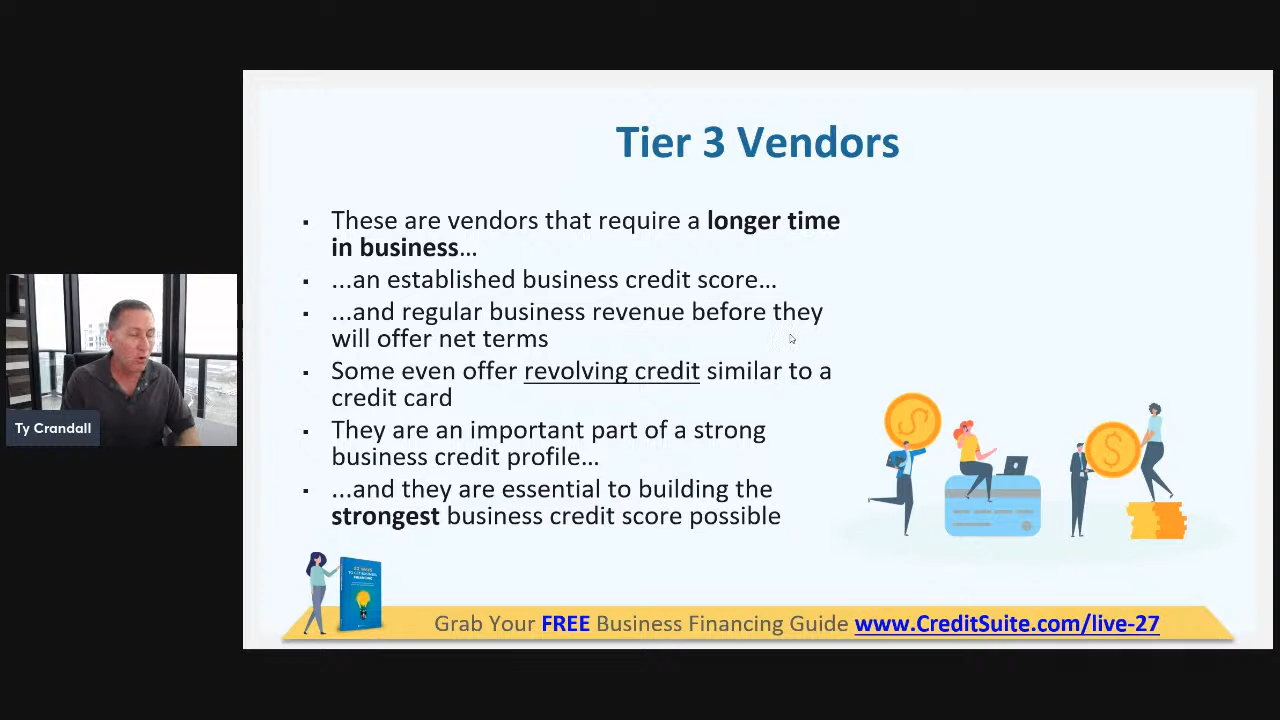 Tier 3 Vendors
▪ These are vendors that require a longer time
in business...
▪ ...an established business credit score...
▪ ...and regular business revenue before they
will offer net terms
▪ Some even offer revolving credit similar to a
credit card
▪ They are an important part of a strong
business credit profile...
▪ ...and they are essential to building the
strongest business credit score possible
Ty Crandall
Grab Your FREE Business Financing Guide www.CreditSuite.com/live-27